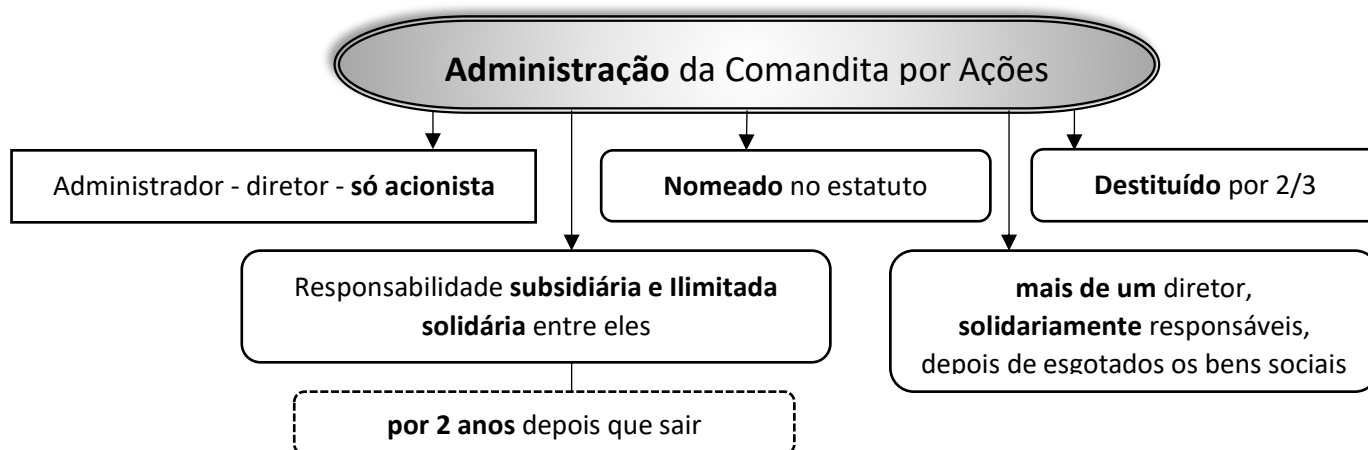 Administração da Comandita por Ações
Administrador - diretor - só acionista
Nomeado no estatuto
Destituído por 2/3
Responsabilidade subsidiária e Ilimitada
solidária entre eles
mais de um diretor,
solidariamente responsáveis,
depois de esgotados os bens sociais
por 2 anos depois que sair